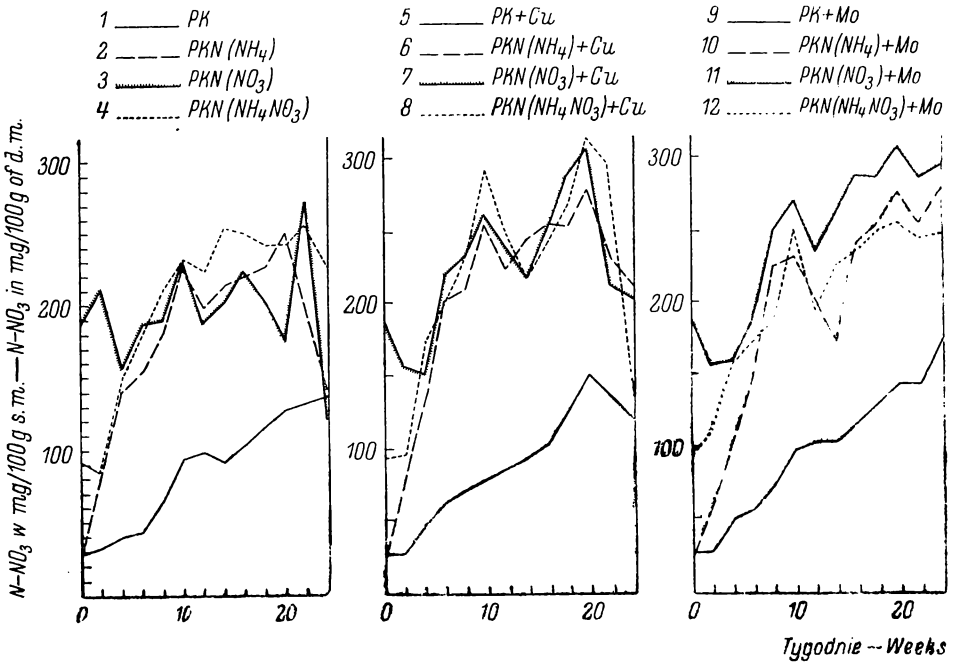 1 PK
2 PKN(NH₄)
3 PKN(NO₃)
4 PKN(NH₄NO₃)
5 PK+Cu
6 PKN(NH₄)+Cu
7 PKN(NO₃)+Cu
8 PKN(NH₄NO₃)+Cu
9 PK+Mo
10 PKN(NH₄)+Mo
11 PKN(NO₃)+Mo
12 PKN(NH₄NO₃)+Mo
N-NO₃ w mg/100g s.m.—N-NO₃ in mg/100g of d.m.
300
200
100
0 10 20
300
200
100
0 10 20
300
200
100
0 10 20
Tygodnie -- Weeks